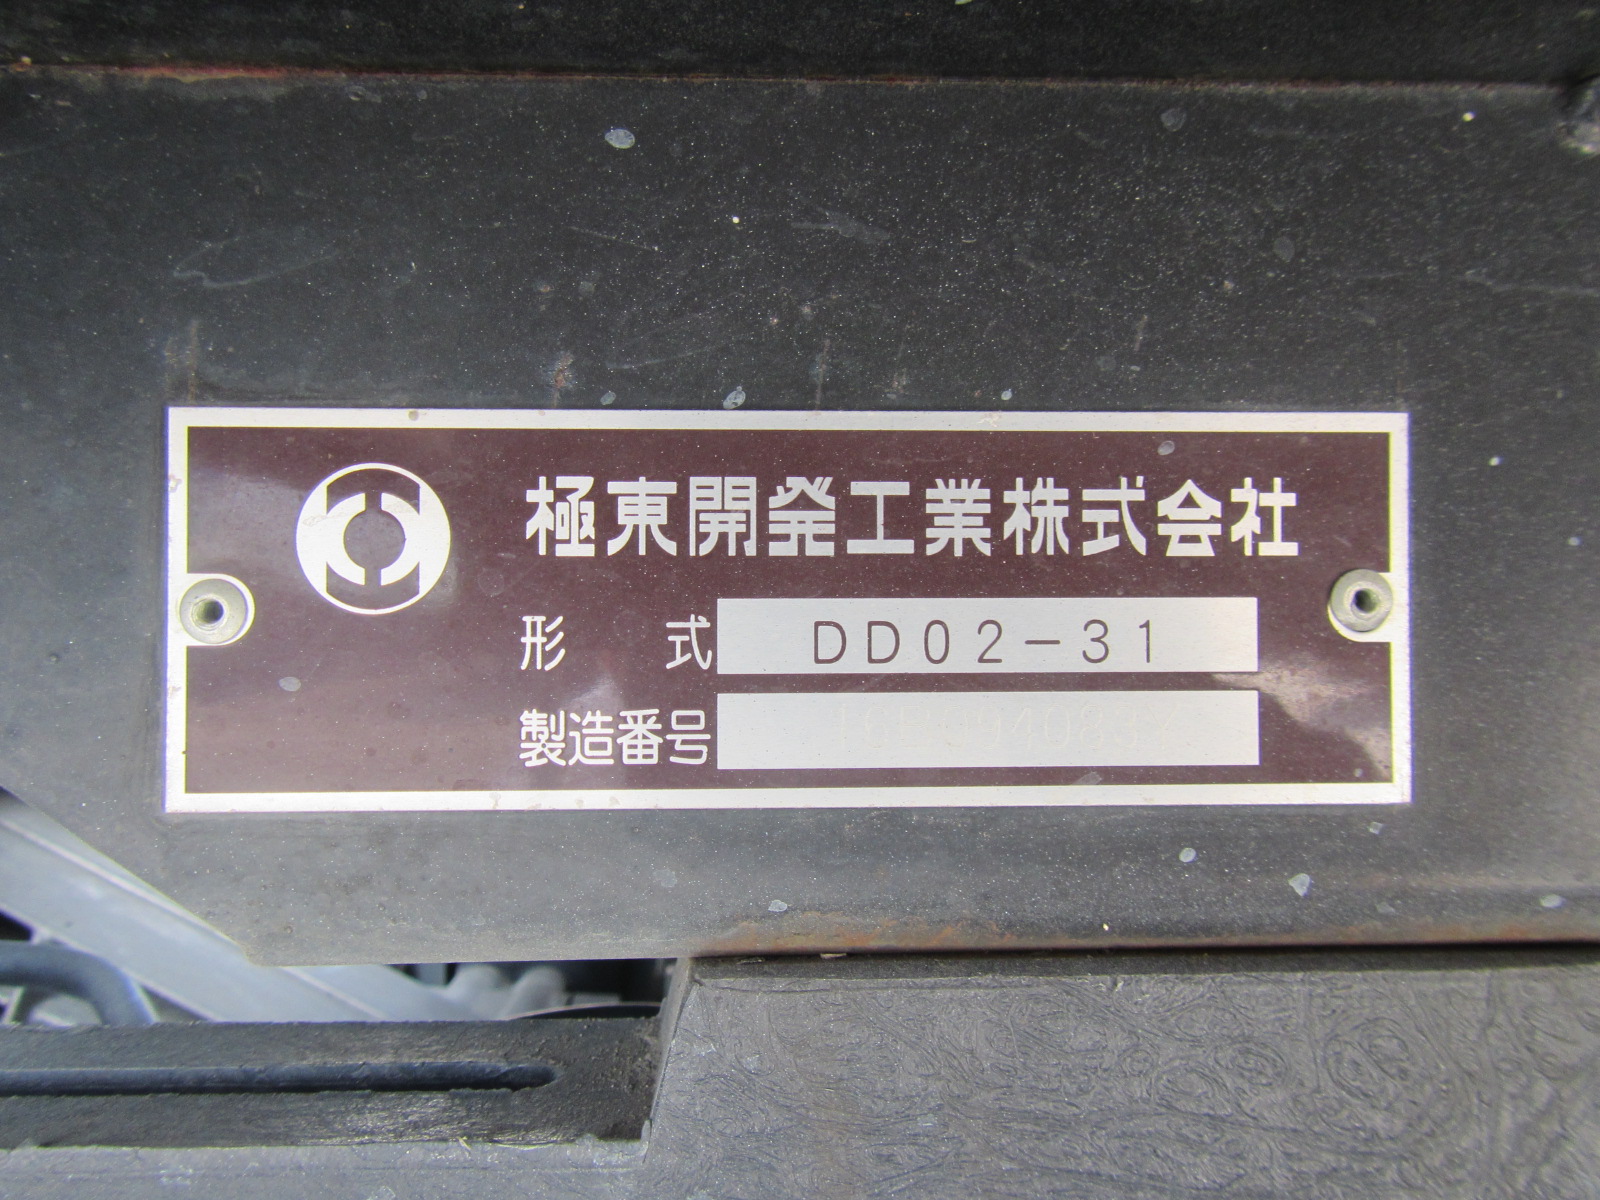 極東開発工業株式会社
形 式 DD02-31
製造番号